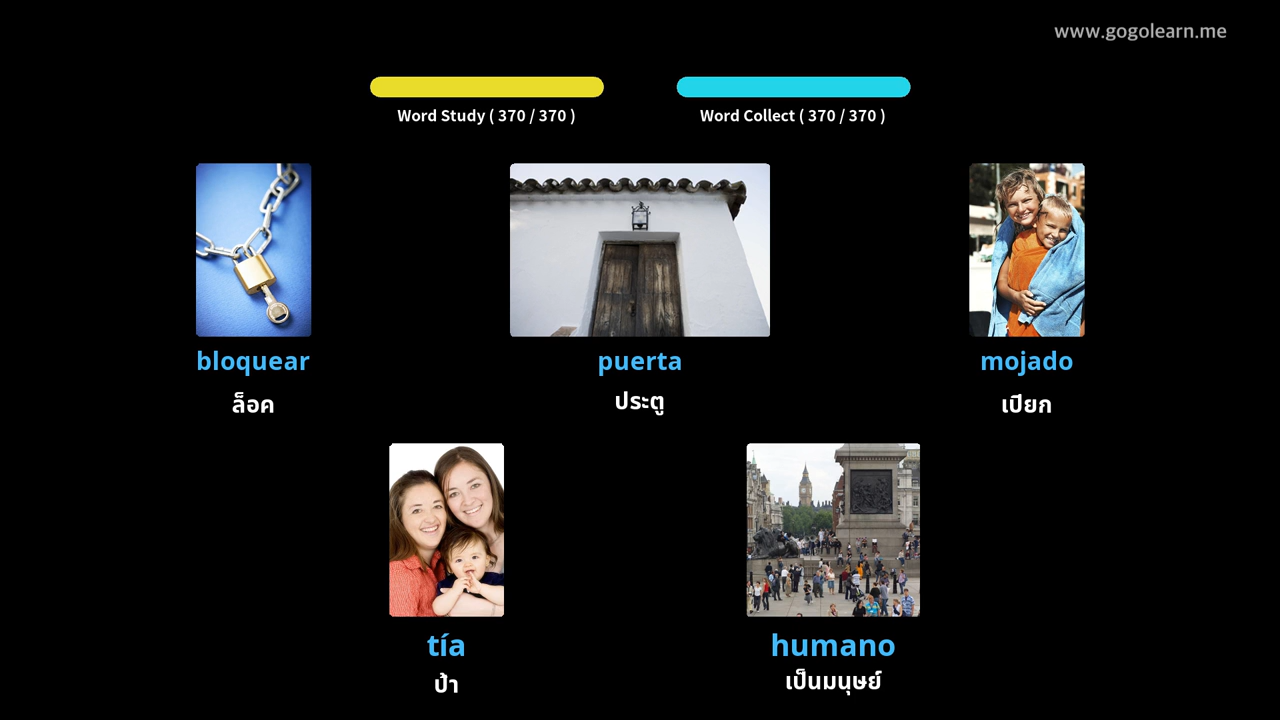 www.gogolearn.me
Word Study ( 370 / 370 )
Word Collect ( 370 / 370 )
bloquear
ล็อค
puerta
ประตู
mojado
เปียก
tía
ป้า
humano
เป็นมนุษย์